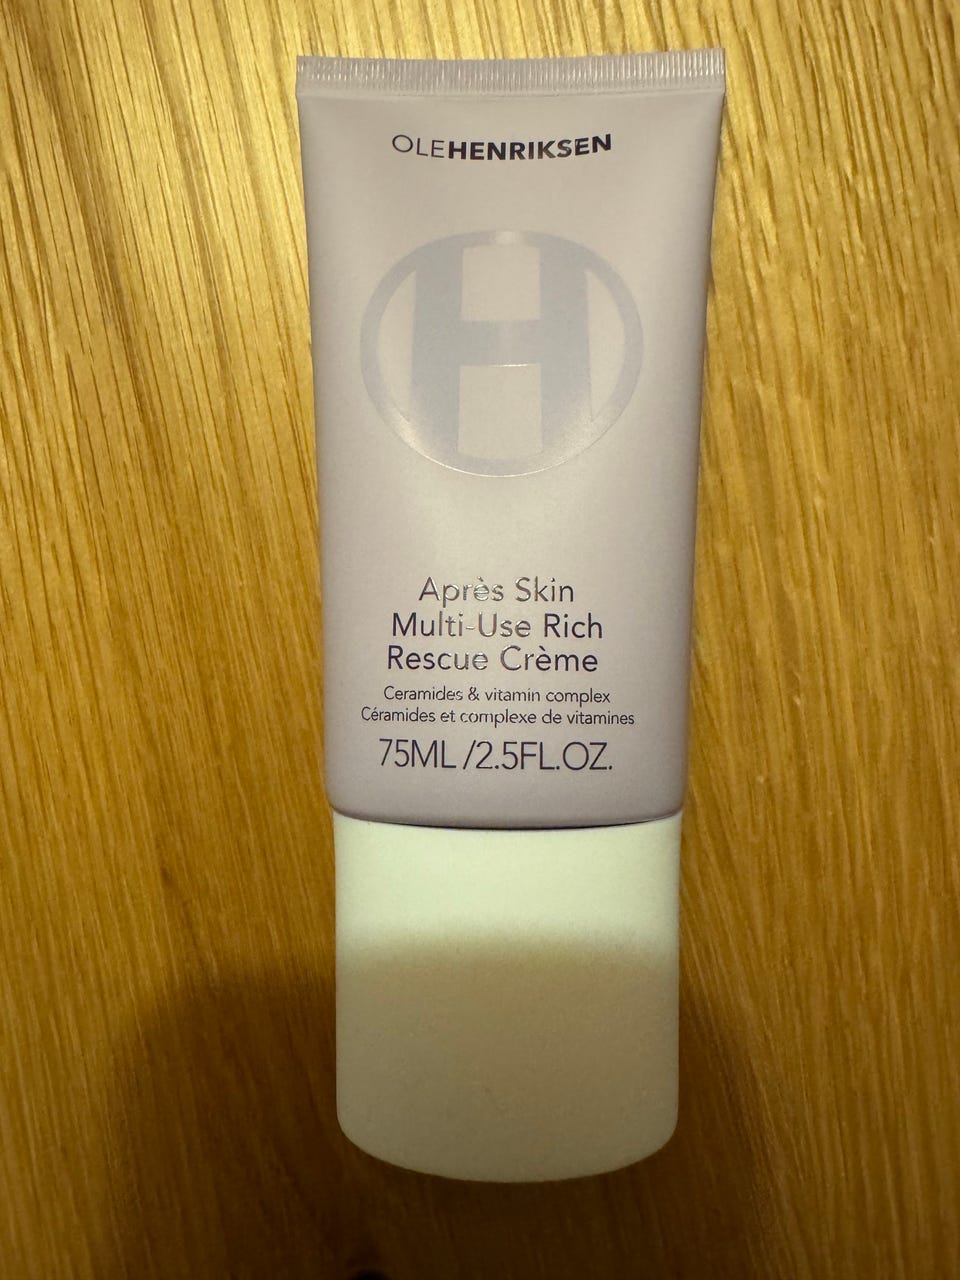 OLEHENRIKSEN
H
Après Skin
Multi-Use Rich
Rescue Crème
Ceramides & vitamin complex
Céramides et complexe de vitamines
75ML/2.5FL.OZ.